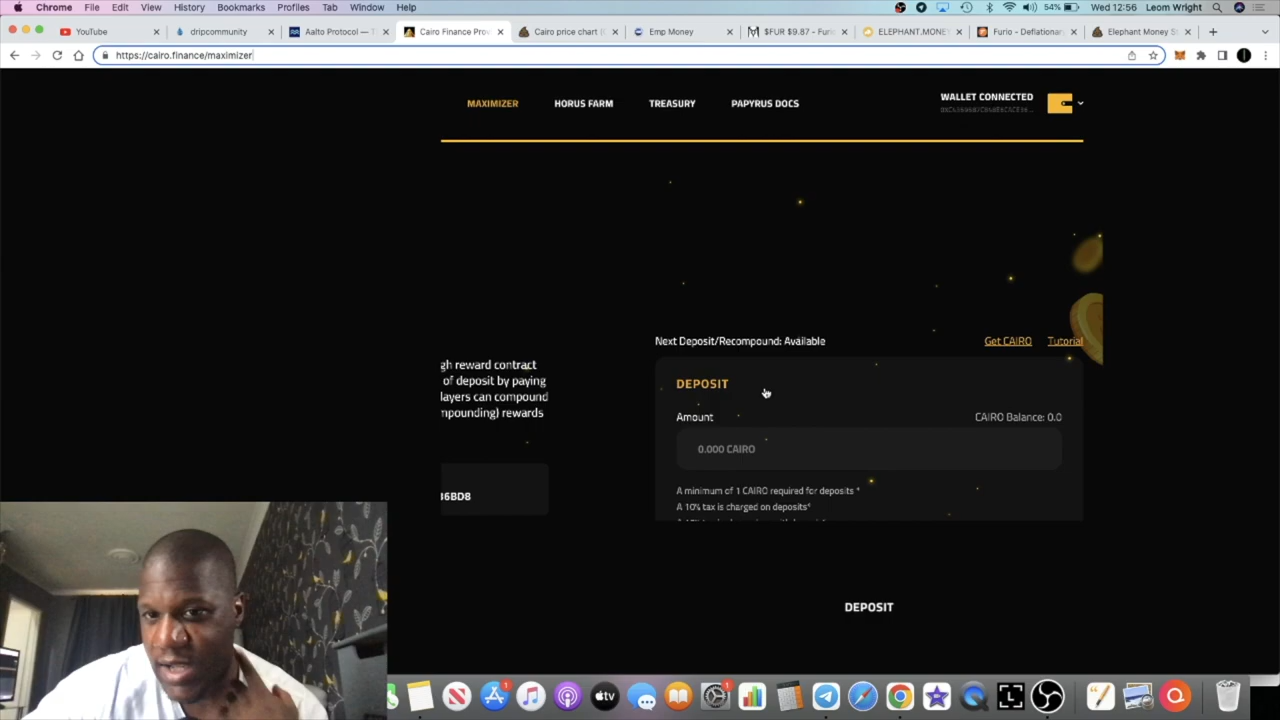 Chrome File Edit View History Bookmarks Profiles Tab Window Help 54% Wed 12:56 Leom Wright
YouTube dripcommunity Aalto Protocol — Cairo Finance Pro Cairo price chart Emp Money $FUR $9.87 - Furi ELEPHANT.MONE Furio - Deflationar Elephant Money S
https://cairo.finance/maximizer
MAXIMIZER HORUS FARM TREASURY PAPYRUS DOCS WALLET CONNECTED
Next Deposit/Recompound: Available Get CAIRO Tutorial
gh reward contract
of deposit by paying
layers can compound
mpounding) rewards
DEPOSIT
Amount CAIRO Balance: 0.0
0.000 CAIRO
36BD8
A minimum of 1 CAIRO required for deposits *
A 10% tax is charged on deposits*
DEPOSIT